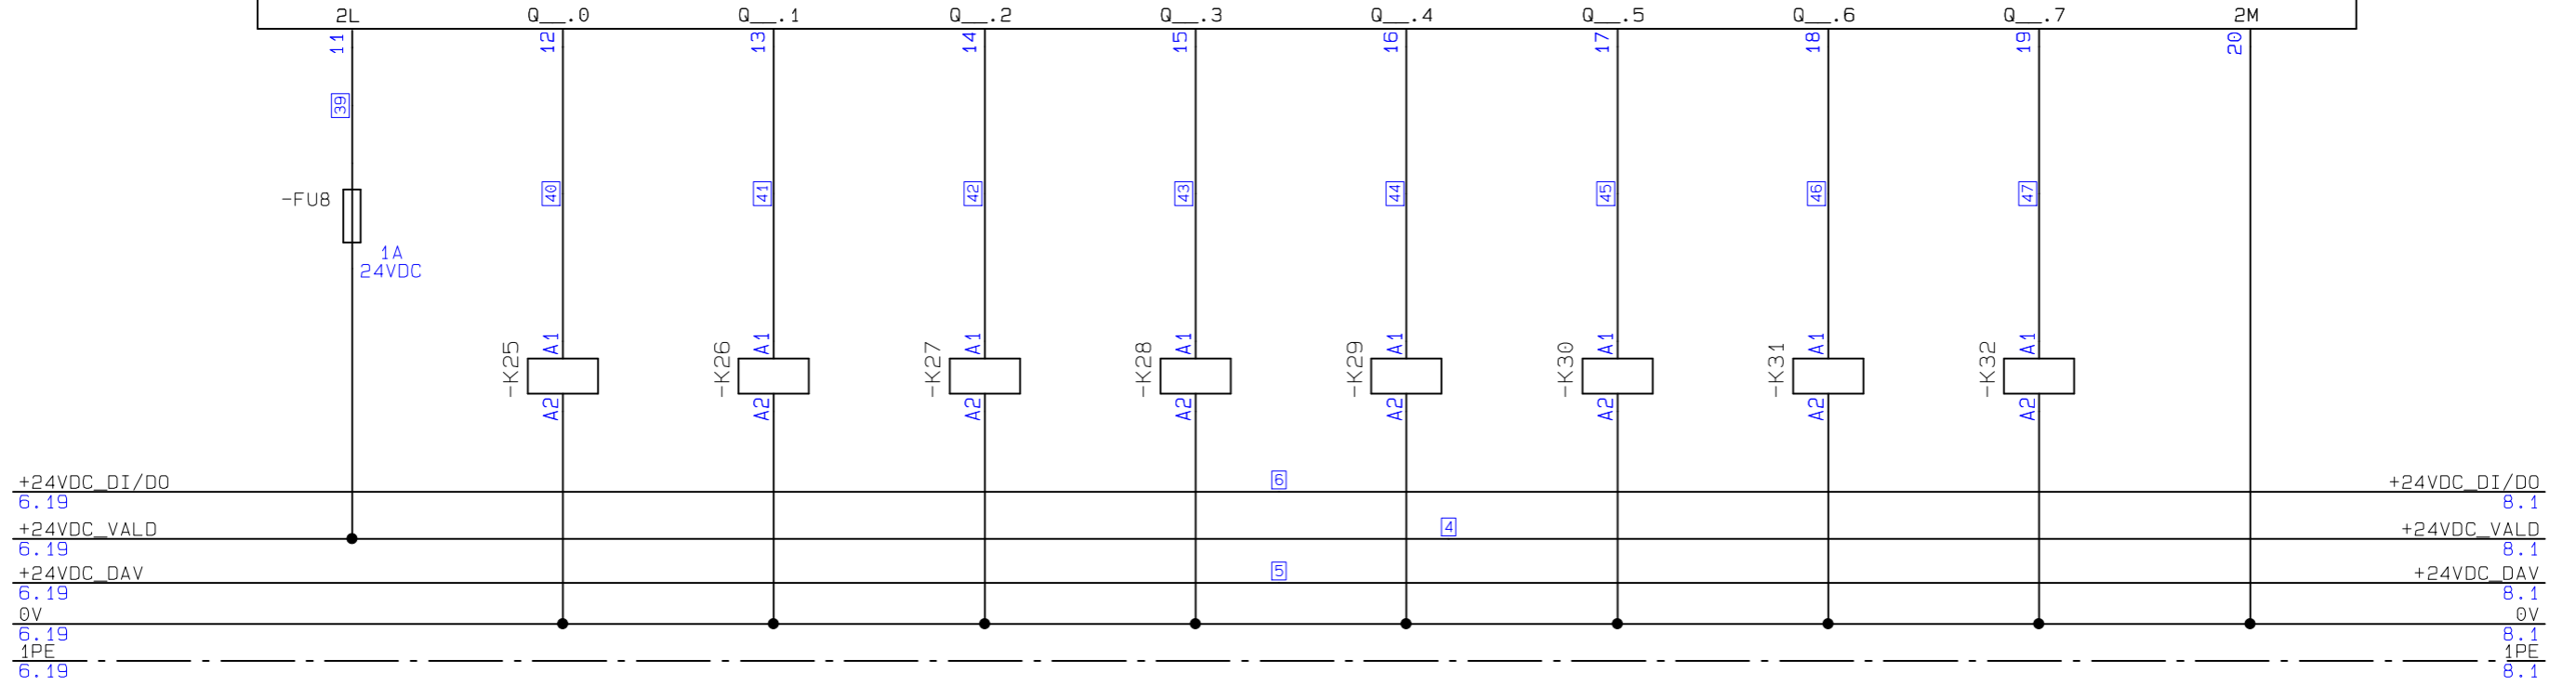 2L Q__.0 Q__.1 Q__.2 Q__.3 Q__.4 Q__.5 Q__.6 Q__.7 2M
11 12 13 14 15 16 17 18 19 20
39
40 41 42 43 44 45 46 47
-FU8
1A
24VDC
A1 A1 A1 A1 A1 A1 A1 A1
-K25 -K26 -K27 -K28 -K29 -K30 -K31 -K32
A2 A2 A2 A2 A2 A2 A2 A2
+24VDC_DI/DO 6 +24VDC_DI/DO
6.19 8.1
+24VDC_VALD 4 +24VDC_VALD
6.19 8.1
+24VDC_DAV 5 +24VDC_DAV
6.19 8.1
0V 0V
6.19 8.1
1PE 1PE
6.19 8.1